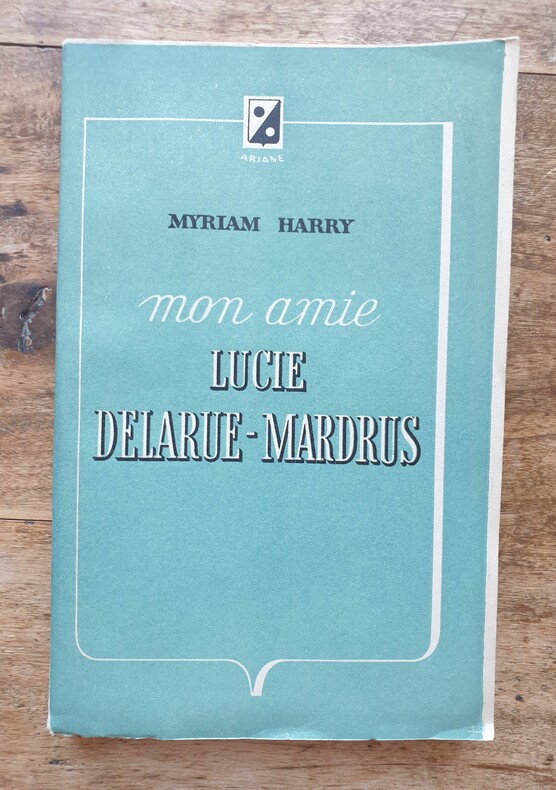 ARIANE
MYRIAM HARRY
mon amie
LUCIE
DELARUE-MARDRUS